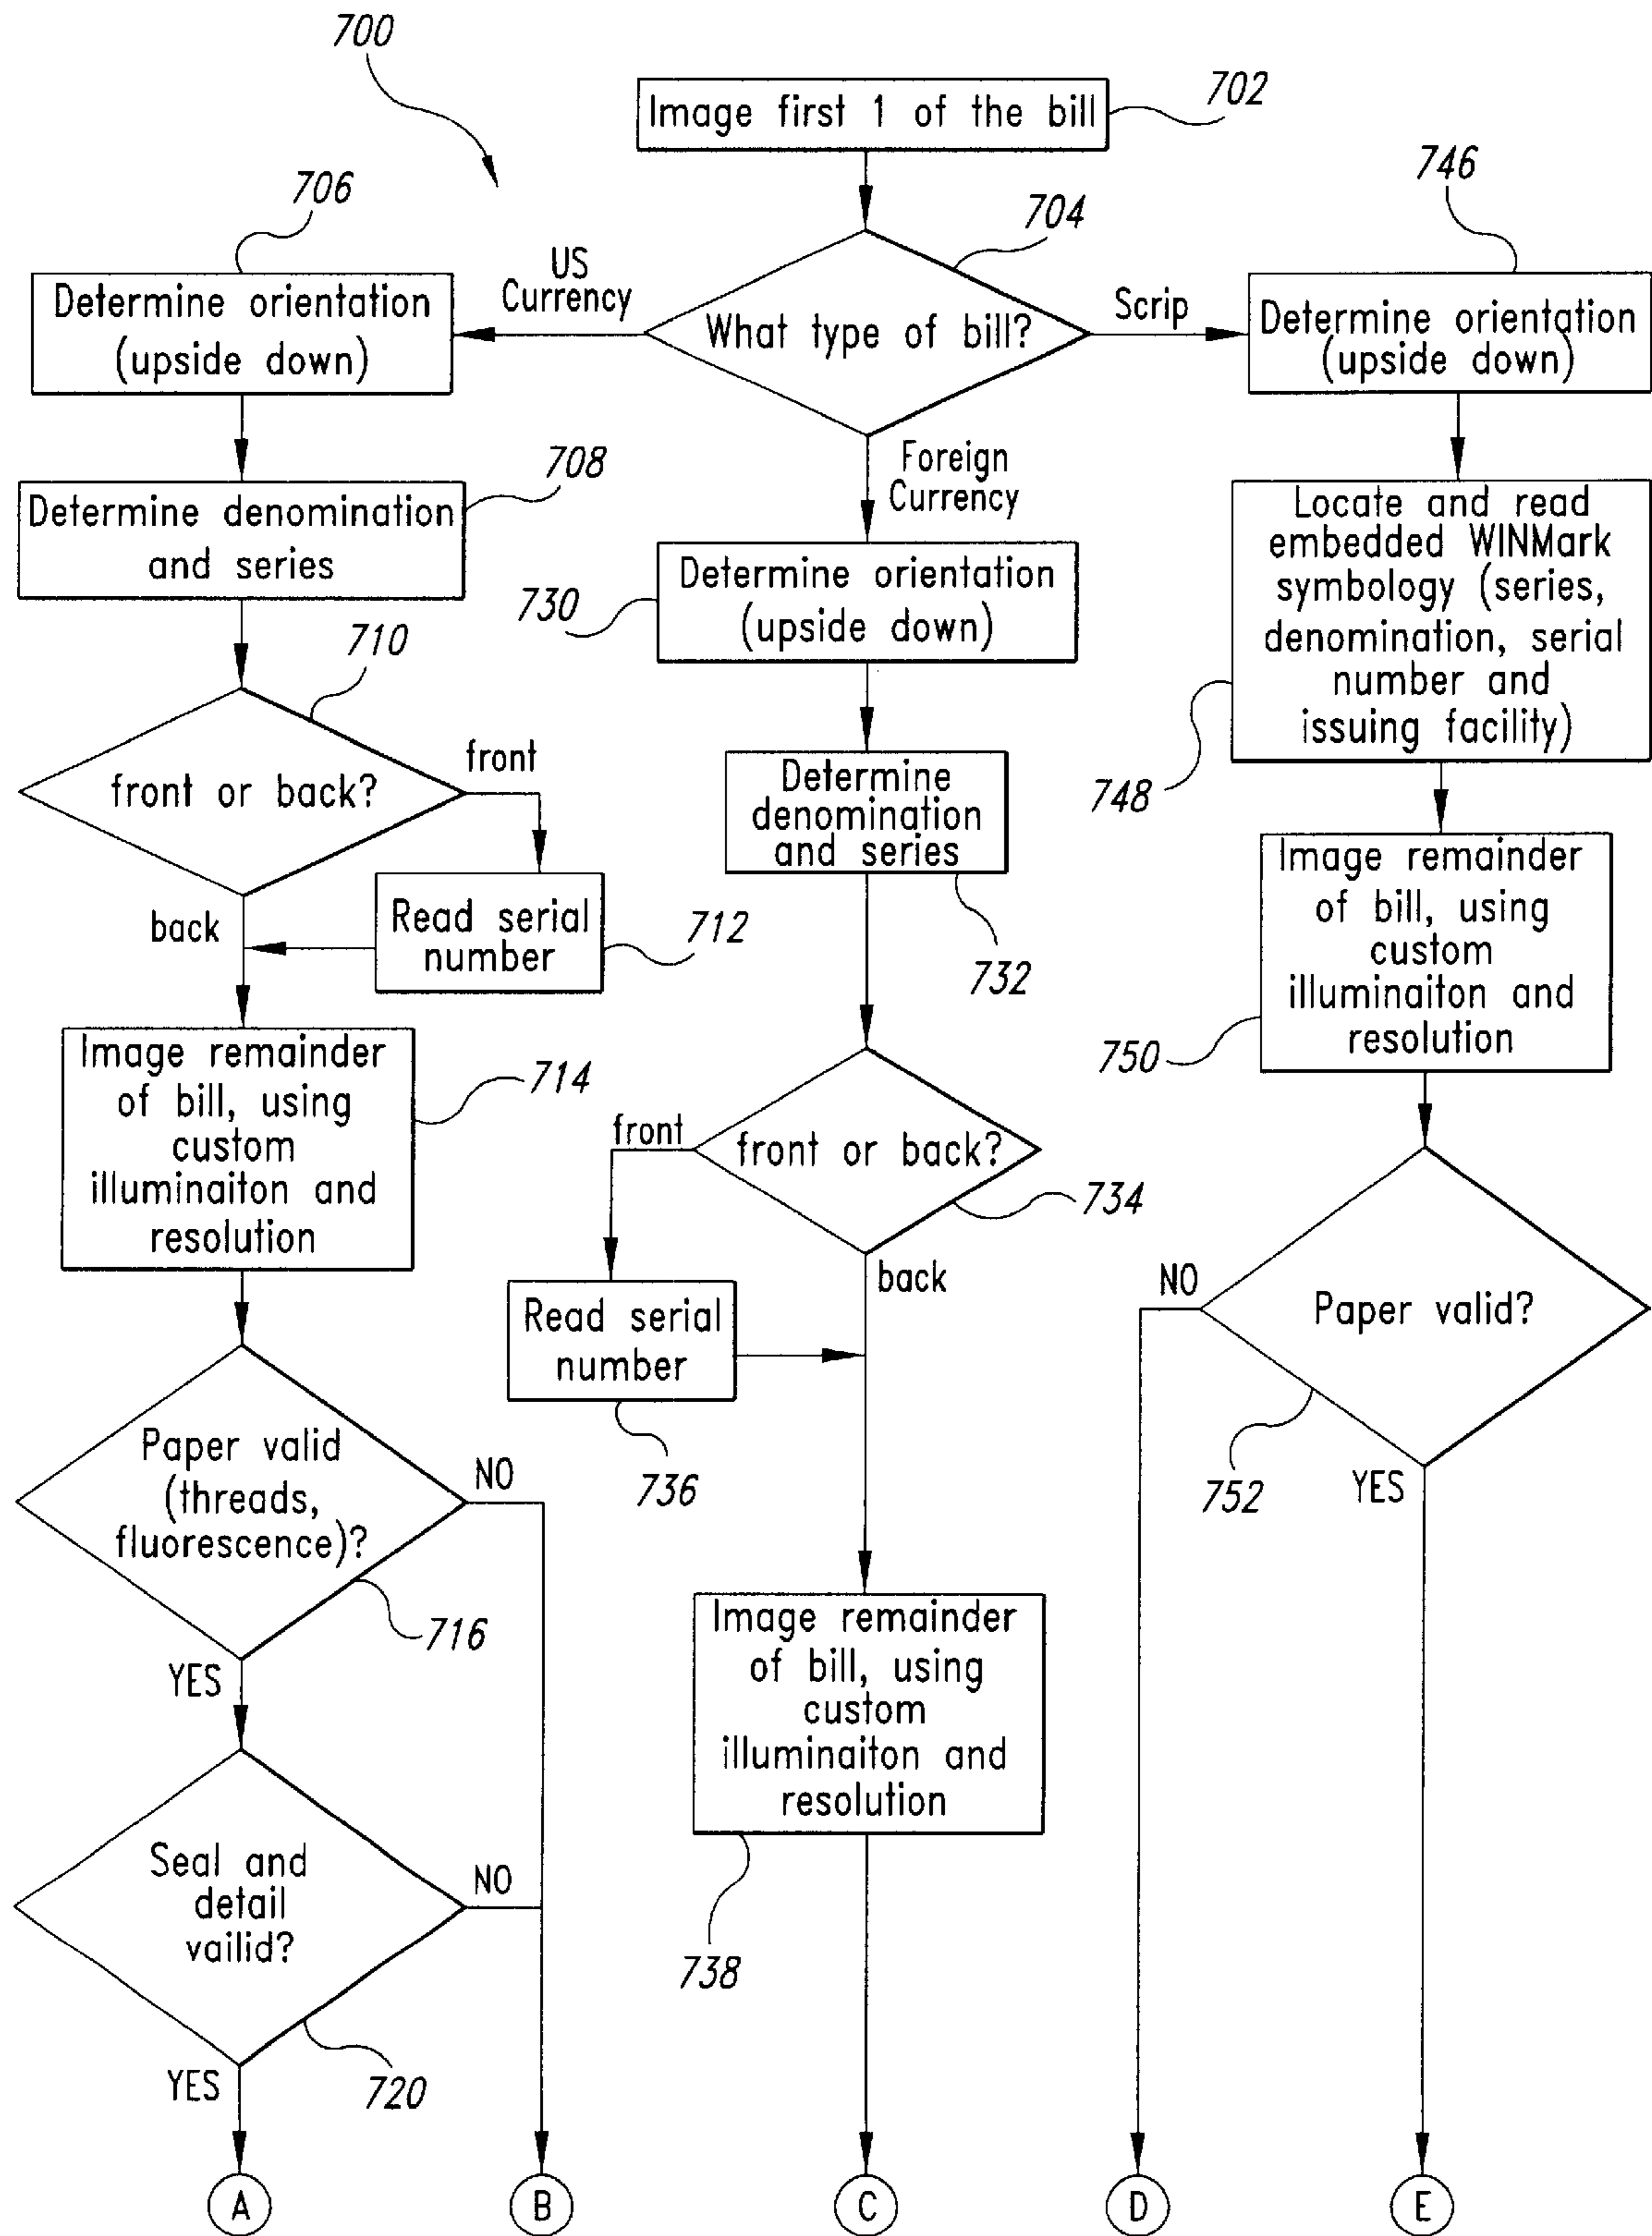 700
Image first 1 of the bill
702
704
What type of bill?
US
Currency
706
Determine orientation
(upside down)
708
Determine denomination
and series
710
front or back?
front
back
Read serial
number
712
Image remainder
of bill, using
custom
illuminaiton and
resolution
714
Paper valid
(threads,
fluorescence)?
NO
716
YES
Seal and
detail
vailid?
NO
720
YES
A
B
Foreign
Currency
Determine orientation
(upside down)
730
Determine
denomination
and series
732
front or back?
734
front
back
Read serial
number
736
Image remainder
of bill, using
custom
illuminaiton and
resolution
738
C
Scrip
746
Determine orientation
(upside down)
Locate and read
embedded WINMark
symbology (series,
denomination, serial
number and
issuing facility)
748
Image remainder
of bill, using
custom
illuminaiton and
resolution
750
Paper valid?
NO
752
YES
D
E